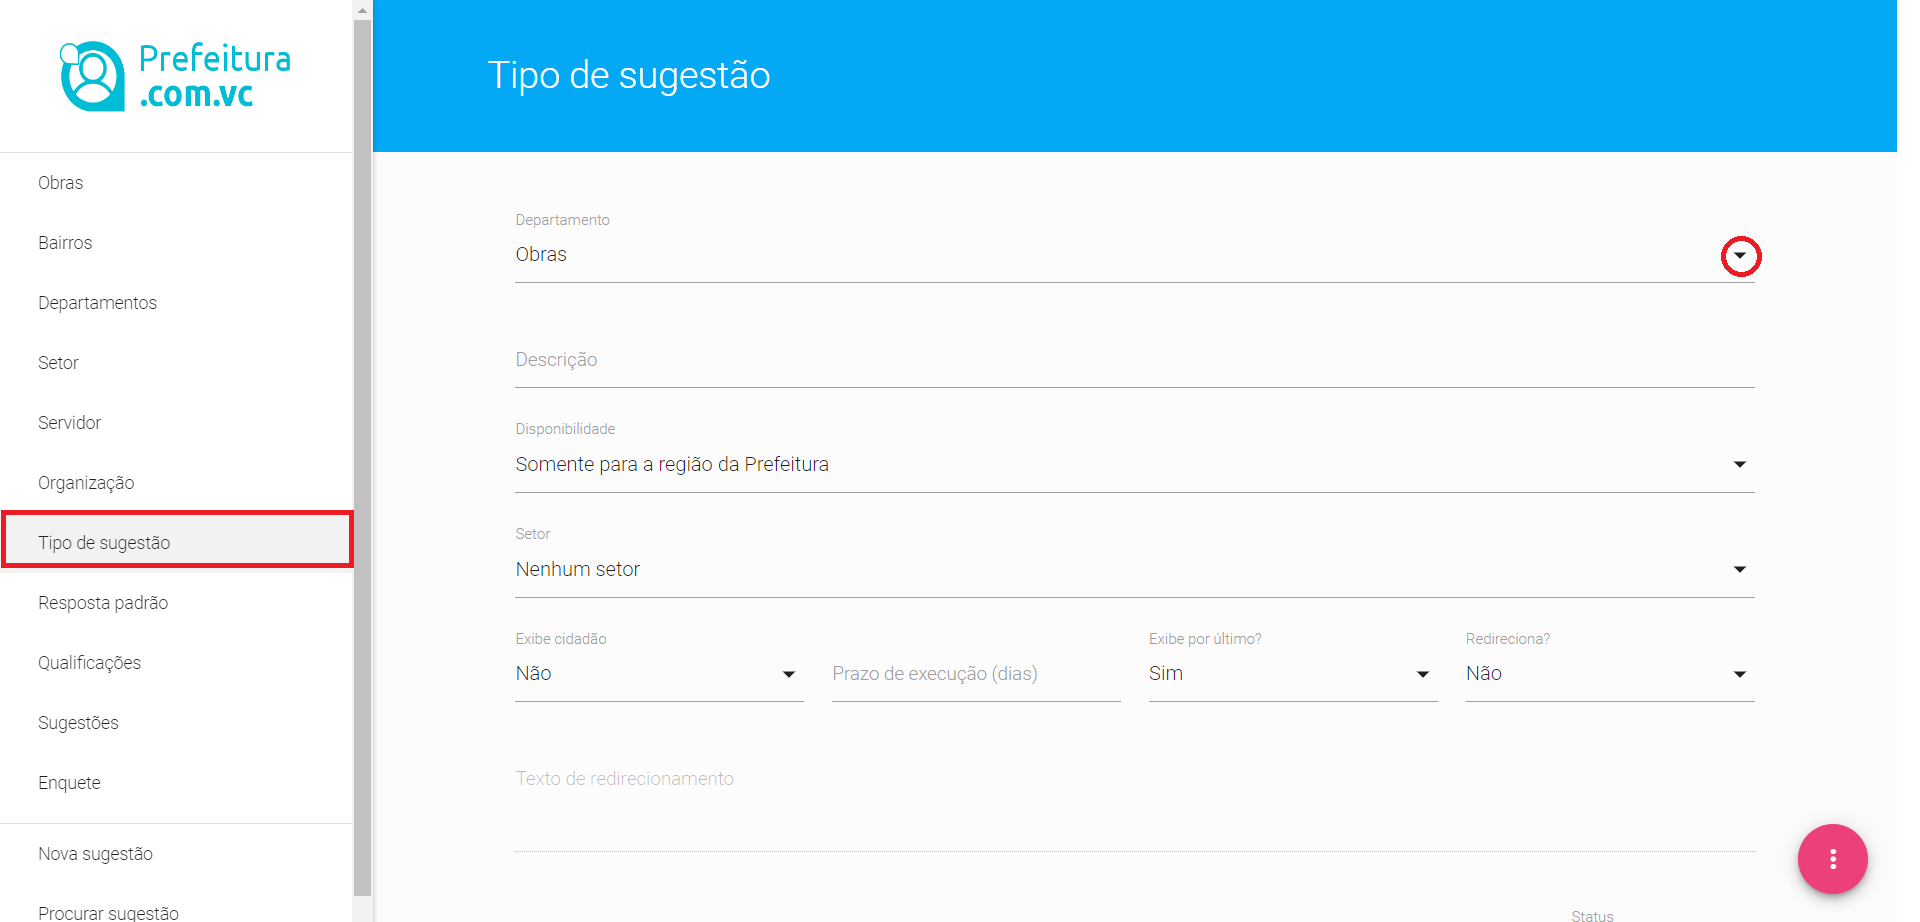 Prefeitura
.com.vc
Obras
Bairros
Departamentos
Setor
Servidor
Organização
Tipo de sugestão
Resposta padrão
Qualificações
Sugestões
Enquete
Nova sugestão
Procurar sugestão
Tipo de sugestão
Departamento
Obras
Descrição
Disponibilidade
Somente para a região da Prefeitura
Setor
Nenhum setor
Exibe cidadão
Não
Prazo de execução (dias)
Exibe por último?
Sim
Redireciona?
Não
Texto de redirecionamento
Status